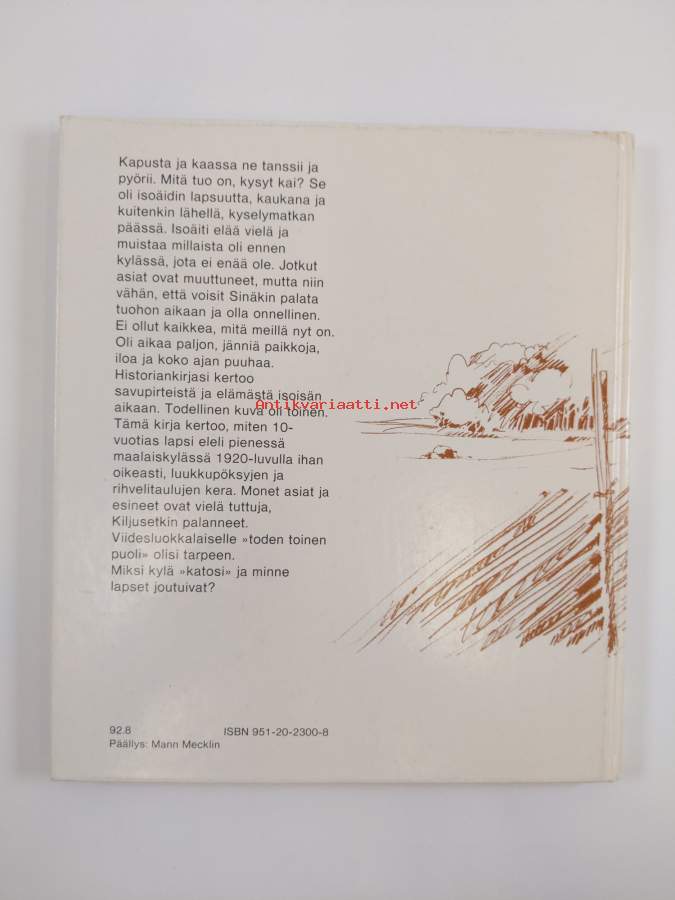 Kapusta ja kaassa ne tanssii ja
pyörii. Mitä tuo on, kysyt kai? Se
oli isoäidin lapsuutta, kaukana ja
kuitenkin lähellä, kyselymatkan
päässä. Isoäiti elää vielä ja
muistaa millaista oli ennen
kylässä, jota ei enää ole. Jotkut
asiat ovat muuttuneet, mutta niin
vähän, että voisit Sinäkin palata
tuohon aikaan ja olla onnellinen.
Ei ollut kaikkea, mitä meillä nyt on.
Oli aikaa paljon, jänniä paikkoja,
iloa ja koko ajan puuhaa.
Historiankirjasi kertoo
savupirteistä ja elämästä isoisän
aikaan. Todellinen kuva oli toinen.
Antikvariaatti.net
Tämä kirja kertoo, miten 10-
vuotias lapsi eleli pienessä
maalaiskylässä 1920-luvulla ihan
oikeasti, luukkupöksyjen ja
rihvelitaulujen kera. Monet asiat ja
esineet ovat vielä tuttuja,
Kiljusetkin palanneet.
Viidesluokkalaiselle »toden toinen
puoli» olisi tarpeen.
Miksi kylä »katosi» ja minne
lapset joutuivat?
92.8 ISBN 951-20-2300-8
Päällys: Mann Mecklin